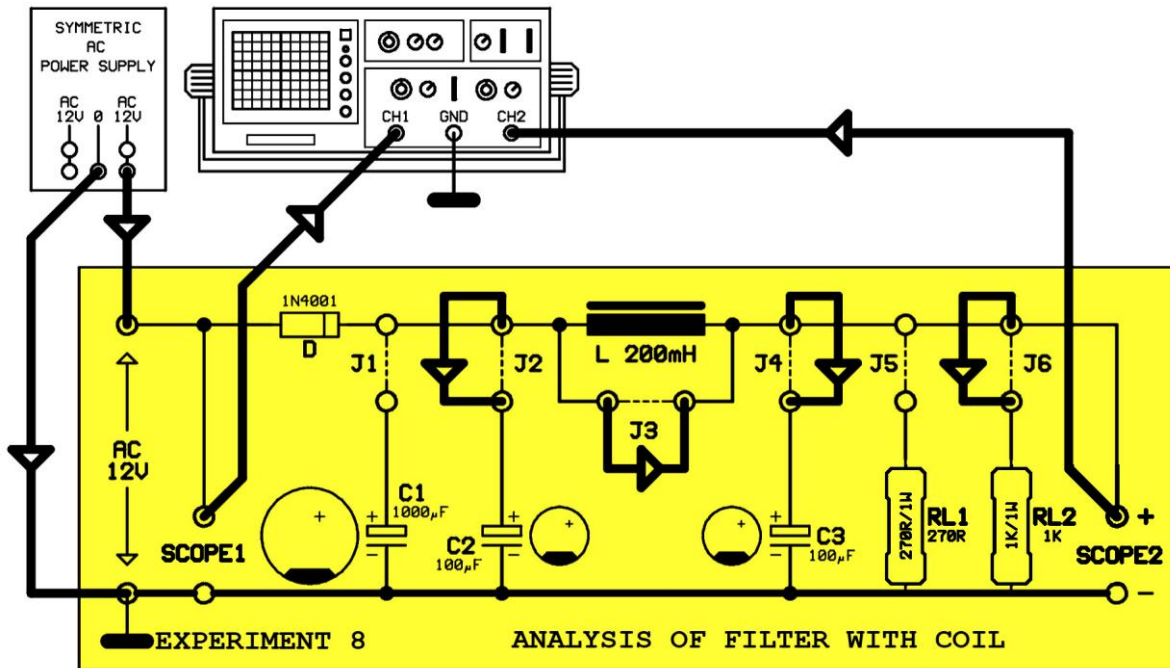 SYMMETRIC
AC
POWER SUPPLY
AC AC
12V 0 12V
CH1 GND CH2
1N4001
D
J1
J2
L 200mH
J3
J4
J5
J6
AC
12V
SCOPE1
+
C1
1000µF
+
-
C2
100µF
+
-
+
+
C3
100µF
+
-
270R/1W
RL1
270R
1K/1W
RL2
1K
+
SCOPE2
-
EXPERIMENT 8 ANALYSIS OF FILTER WITH COIL